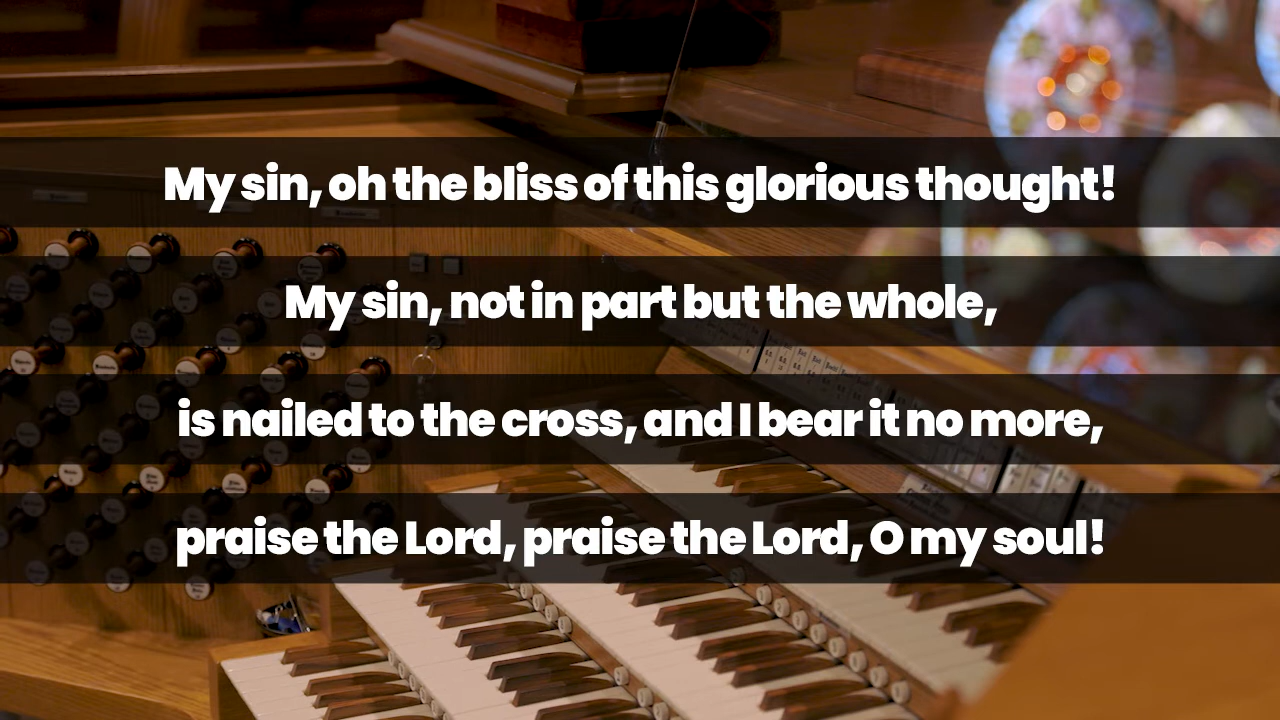 My sin, oh the bliss of this glorious thought!
My sin, not in part but the whole,
is nailed to the cross, and I bear it no more,
praise the Lord, praise the Lord, O my soul!